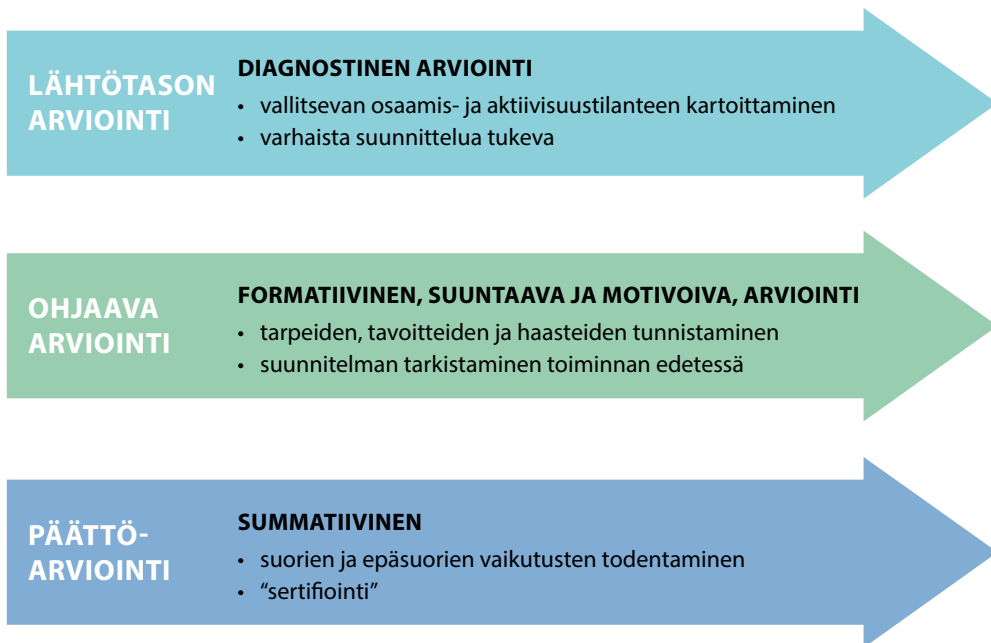 LÄHTÖTASON
ARVIOINTI
DIAGNOSTINEN ARVIOINTI
• vallitsevan osaamis- ja aktiivisuustilanteen kartoittaminen
• varhaista suunnittelua tukeva
OHJAAVA
ARVIOINTI
FORMATIIVINEN, SUUNTAAVA JA MOTIVOIVA, ARVIOINTI
• tarpeiden, tavoitteiden ja haasteiden tunnistaminen
• suunnitelman tarkistaminen toiminnan edetessä
PÄÄTTÖ-
ARVIOINTI
SUMMATIIVINEN
• suorien ja epäsuorien vaikutusten todentaminen
• “sertifiointi”